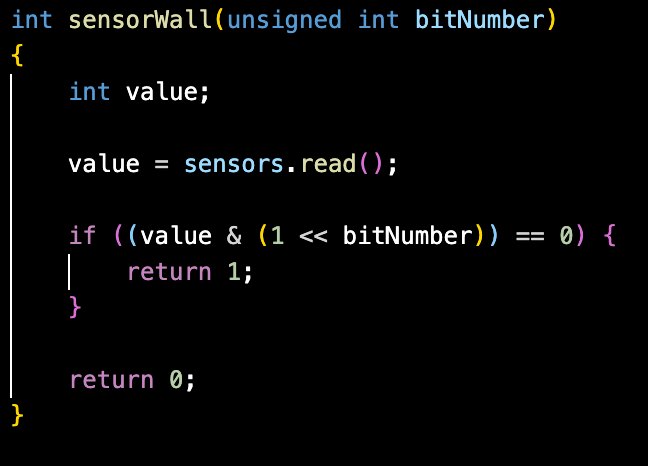 int sensorWall(unsigned int bitNumber)
{
    int value;

    value = sensors.read();

    if ((value & (1 << bitNumber)) == 0) {
        return 1;
    }

    return 0;
}